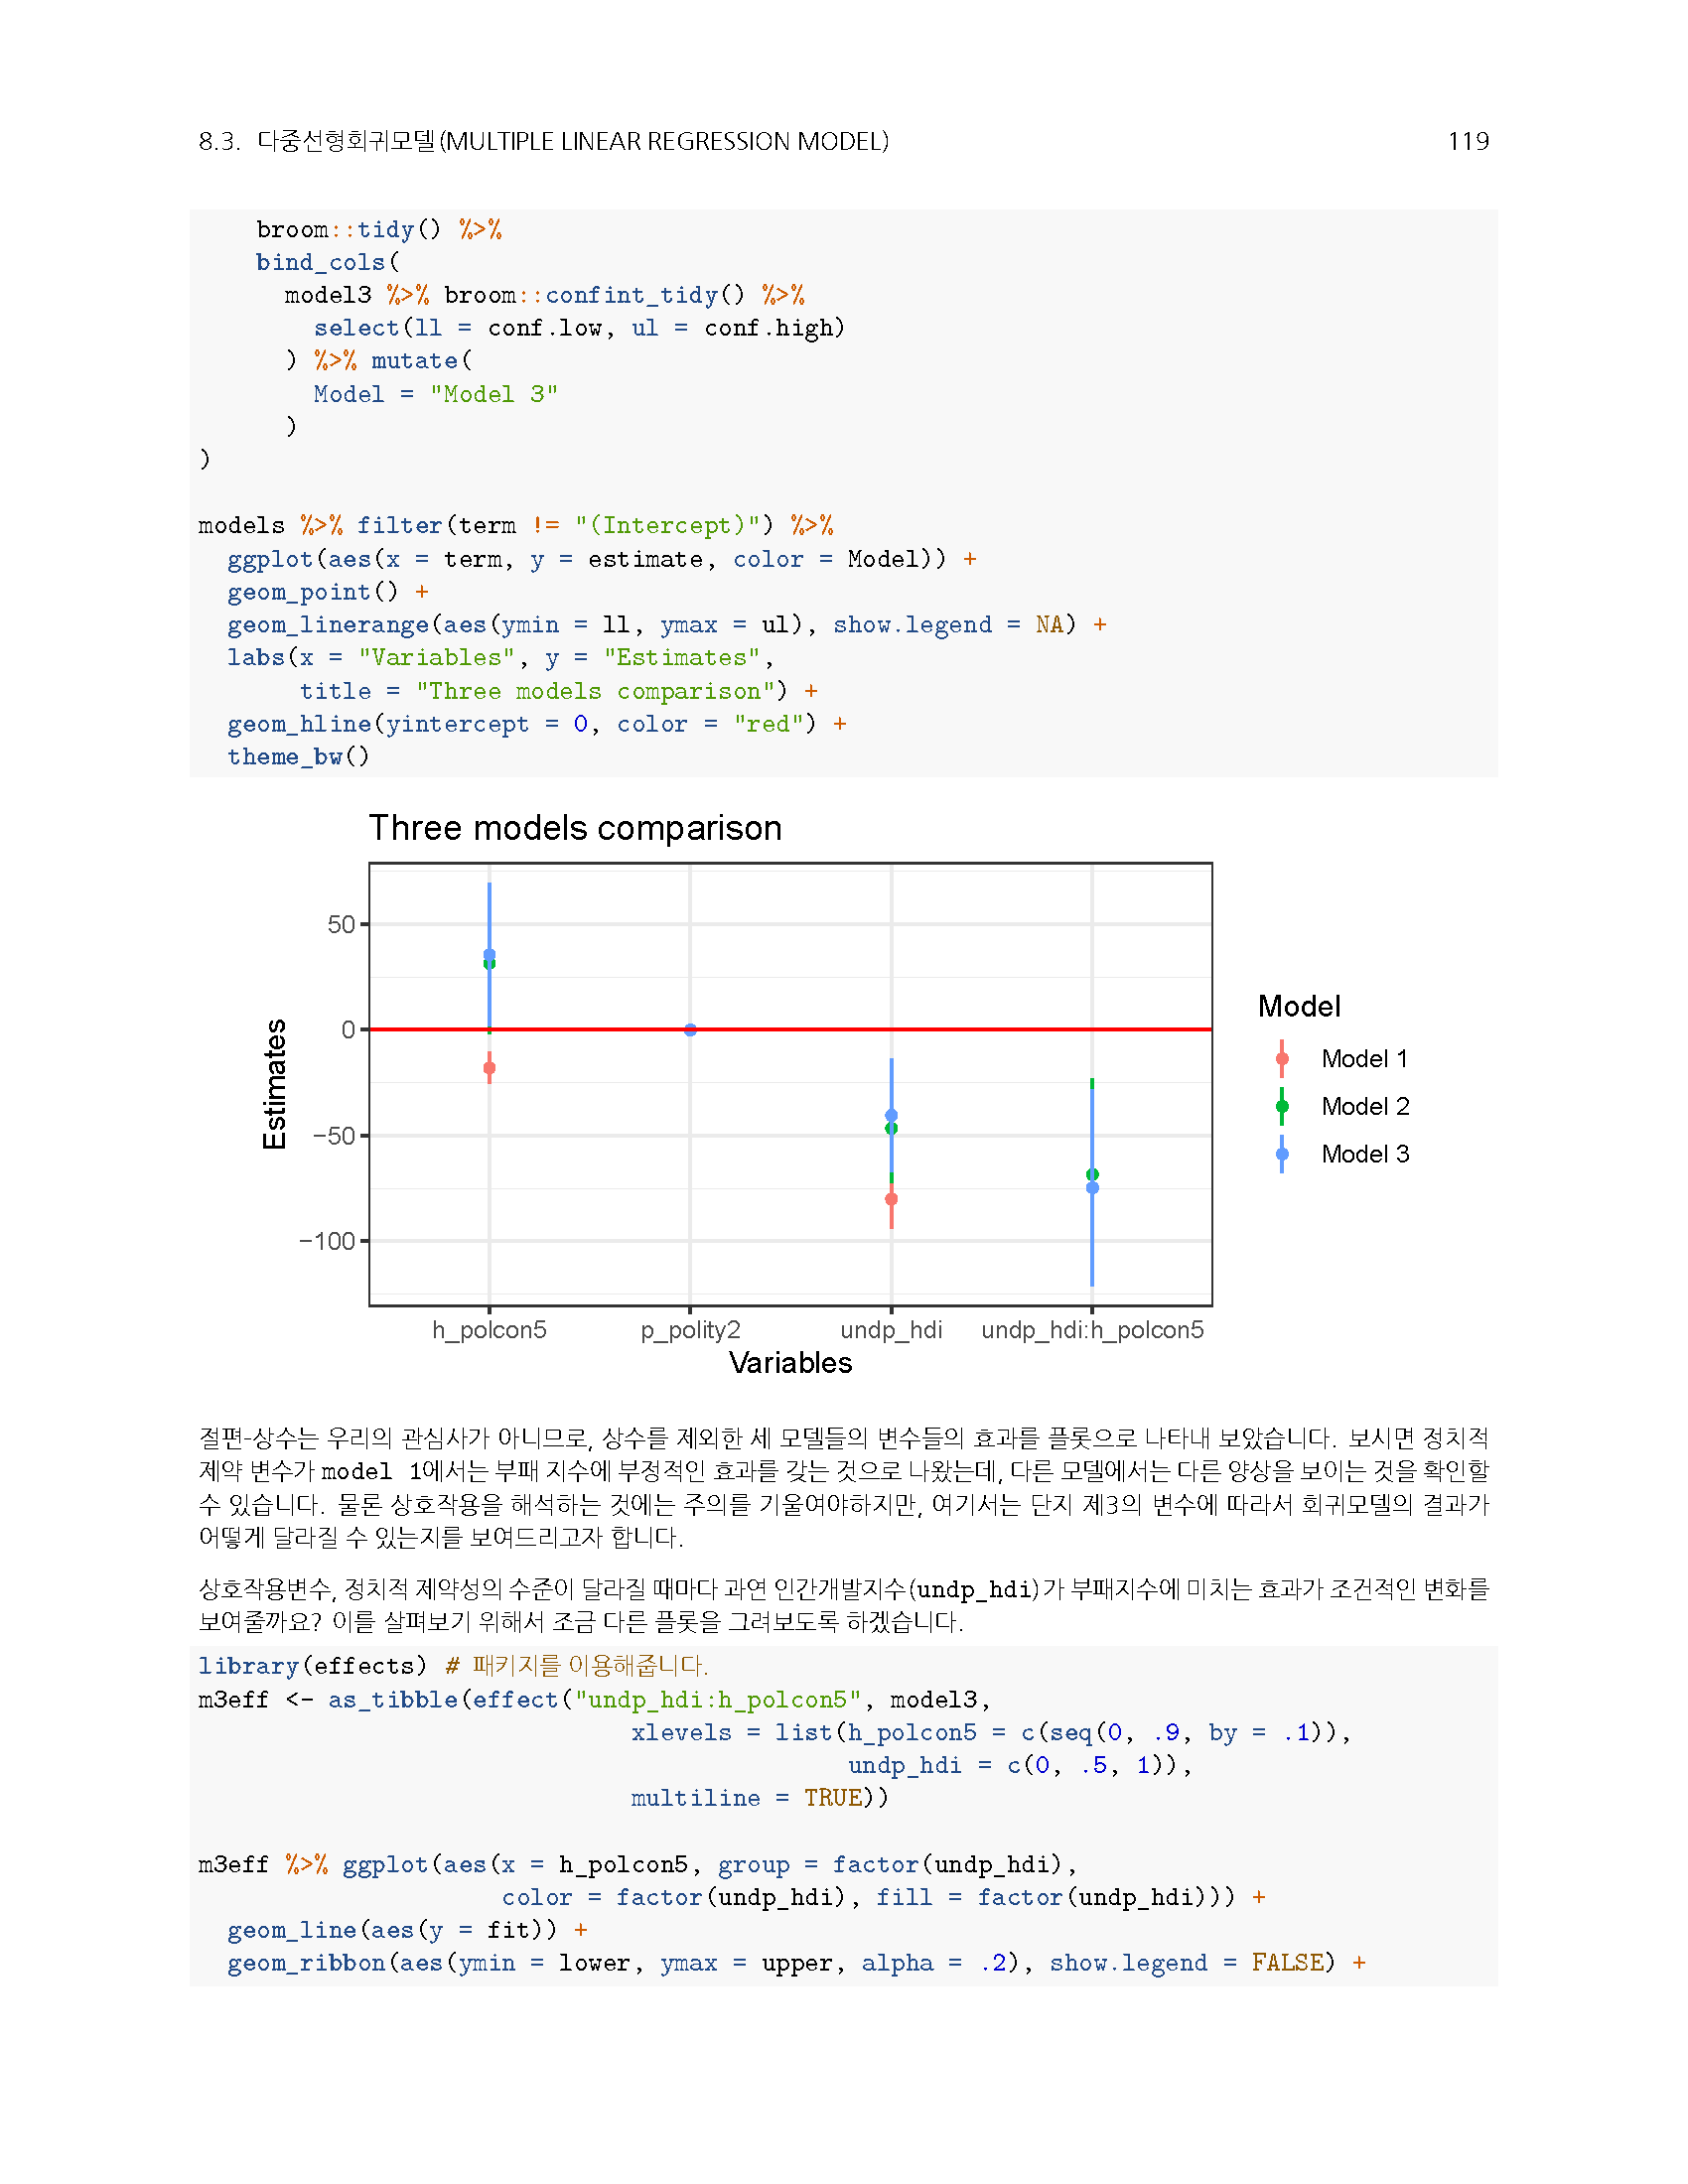 8.3. 다중선형회귀모델(MULTIPLE LINEAR REGRESSION MODEL) 119
broom::tidy() %>%
bind_cols(
model3 %>% broom::confint_tidy() %>%
select(ll = conf.low, ul = conf.high)
) %>% mutate(
Model = "Model 3"
)
)
models %>% filter(term != "(Intercept)") %>%
ggplot(aes(x = term, y = estimate, color = Model)) +
geom_point() +
geom_linerange(aes(ymin = ll, ymax = ul), show.legend = NA) +
labs(x = "Variables", y = "Estimates",
title = "Three models comparison") +
geom_hline(yintercept = 0, color = "red") +
theme_bw()
Three models comparison
50
0
−50
−100
Estimates
h_polcon5 p_polity2 undp_hdi undp_hdi:h_polcon5
Variables
Model
Model 1
Model 2
Model 3
절편-상수는 우리의 관심사가 아니므로, 상수를 제외한 세 모델들의 변수들의 효과를 플롯으로 나타내 보았습니다. 보시면 정치적
제약 변수가 model 1에서는 부패 지수에 부정적인 효과를 갖는 것으로 나왔는데, 다른 모델에서는 다른 양상을 보이는 것을 확인할
수 있습니다. 물론 상호작용을 해석하는 것에는 주의를 기울여야하지만, 여기서는 단지 제3의 변수에 따라서 회귀모델의 결과가
어떻게 달라질 수 있는지를 보여드리고자 합니다.
상호작용변수, 정치적 제약성의 수준이 달라질 때마다 과연 인간개발지수(undp_hdi)가 부패지수에 미치는 효과가 조건적인 변화를
보여줄까요? 이를 살펴보기 위해서 조금 다른 플롯을 그려보도록 하겠습니다.
library(effects) # 패키지를 이용해줍니다.
m3eff <- as_tibble(effect("undp_hdi:h_polcon5", model3,
xlevels = list(h_polcon5 = c(seq(0, .9, by = .1)),
undp_hdi = c(0, .5, 1)),
multiline = TRUE))
m3eff %>% ggplot(aes(x = h_polcon5, group = factor(undp_hdi),
color = factor(undp_hdi), fill = factor(undp_hdi))) +
geom_line(aes(y = fit)) +
geom_ribbon(aes(ymin = lower, ymax = upper, alpha = .2), show.legend = FALSE) +